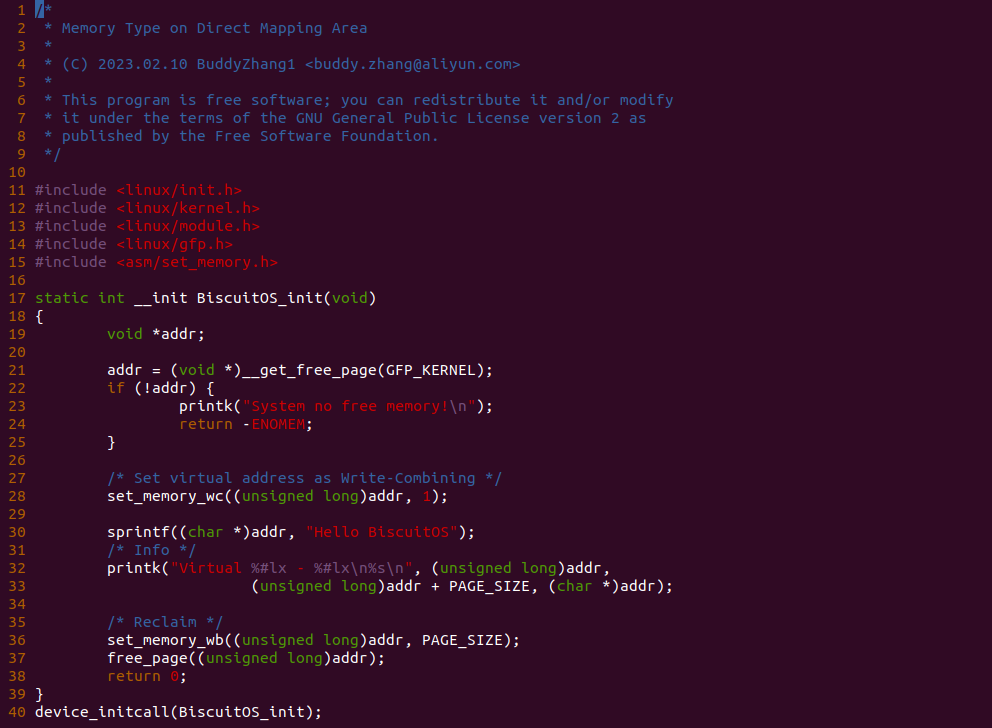 1 /*
2  * Memory Type on Direct Mapping Area
3  *
4  * (C) 2023.02.10 BuddyZhang1 <buddy.zhang@aliyun.com>
5  *
6  * This program is free software; you can redistribute it and/or modify
7  * it under the terms of the GNU General Public License version 2 as
8  * published by the Free Software Foundation.
9  */
10
11 #include <linux/init.h>
12 #include <linux/kernel.h>
13 #include <linux/module.h>
14 #include <linux/gfp.h>
15 #include <asm/set_memory.h>
16
17 static int __init BiscuitOS_init(void)
18 {
19         void *addr;
20
21         addr = (void *)__get_free_page(GFP_KERNEL);
22         if (!addr) {
23                 printk("System no free memory!\n");
24                 return -ENOMEM;
25         }
26
27         /* Set virtual address as Write-Combining */
28         set_memory_wc((unsigned long)addr, 1);
29
30         sprintf((char *)addr, "Hello BiscuitOS");
31         /* Info */
32         printk("Virtual %#lx - %#lx\n%s\n", (unsigned long)addr,
33                         (unsigned long)addr + PAGE_SIZE, (char *)addr);
34
35         /* Reclaim */
36         set_memory_wb((unsigned long)addr, PAGE_SIZE);
37         free_page((unsigned long)addr);
38         return 0;
39 }
40 device_initcall(BiscuitOS_init);